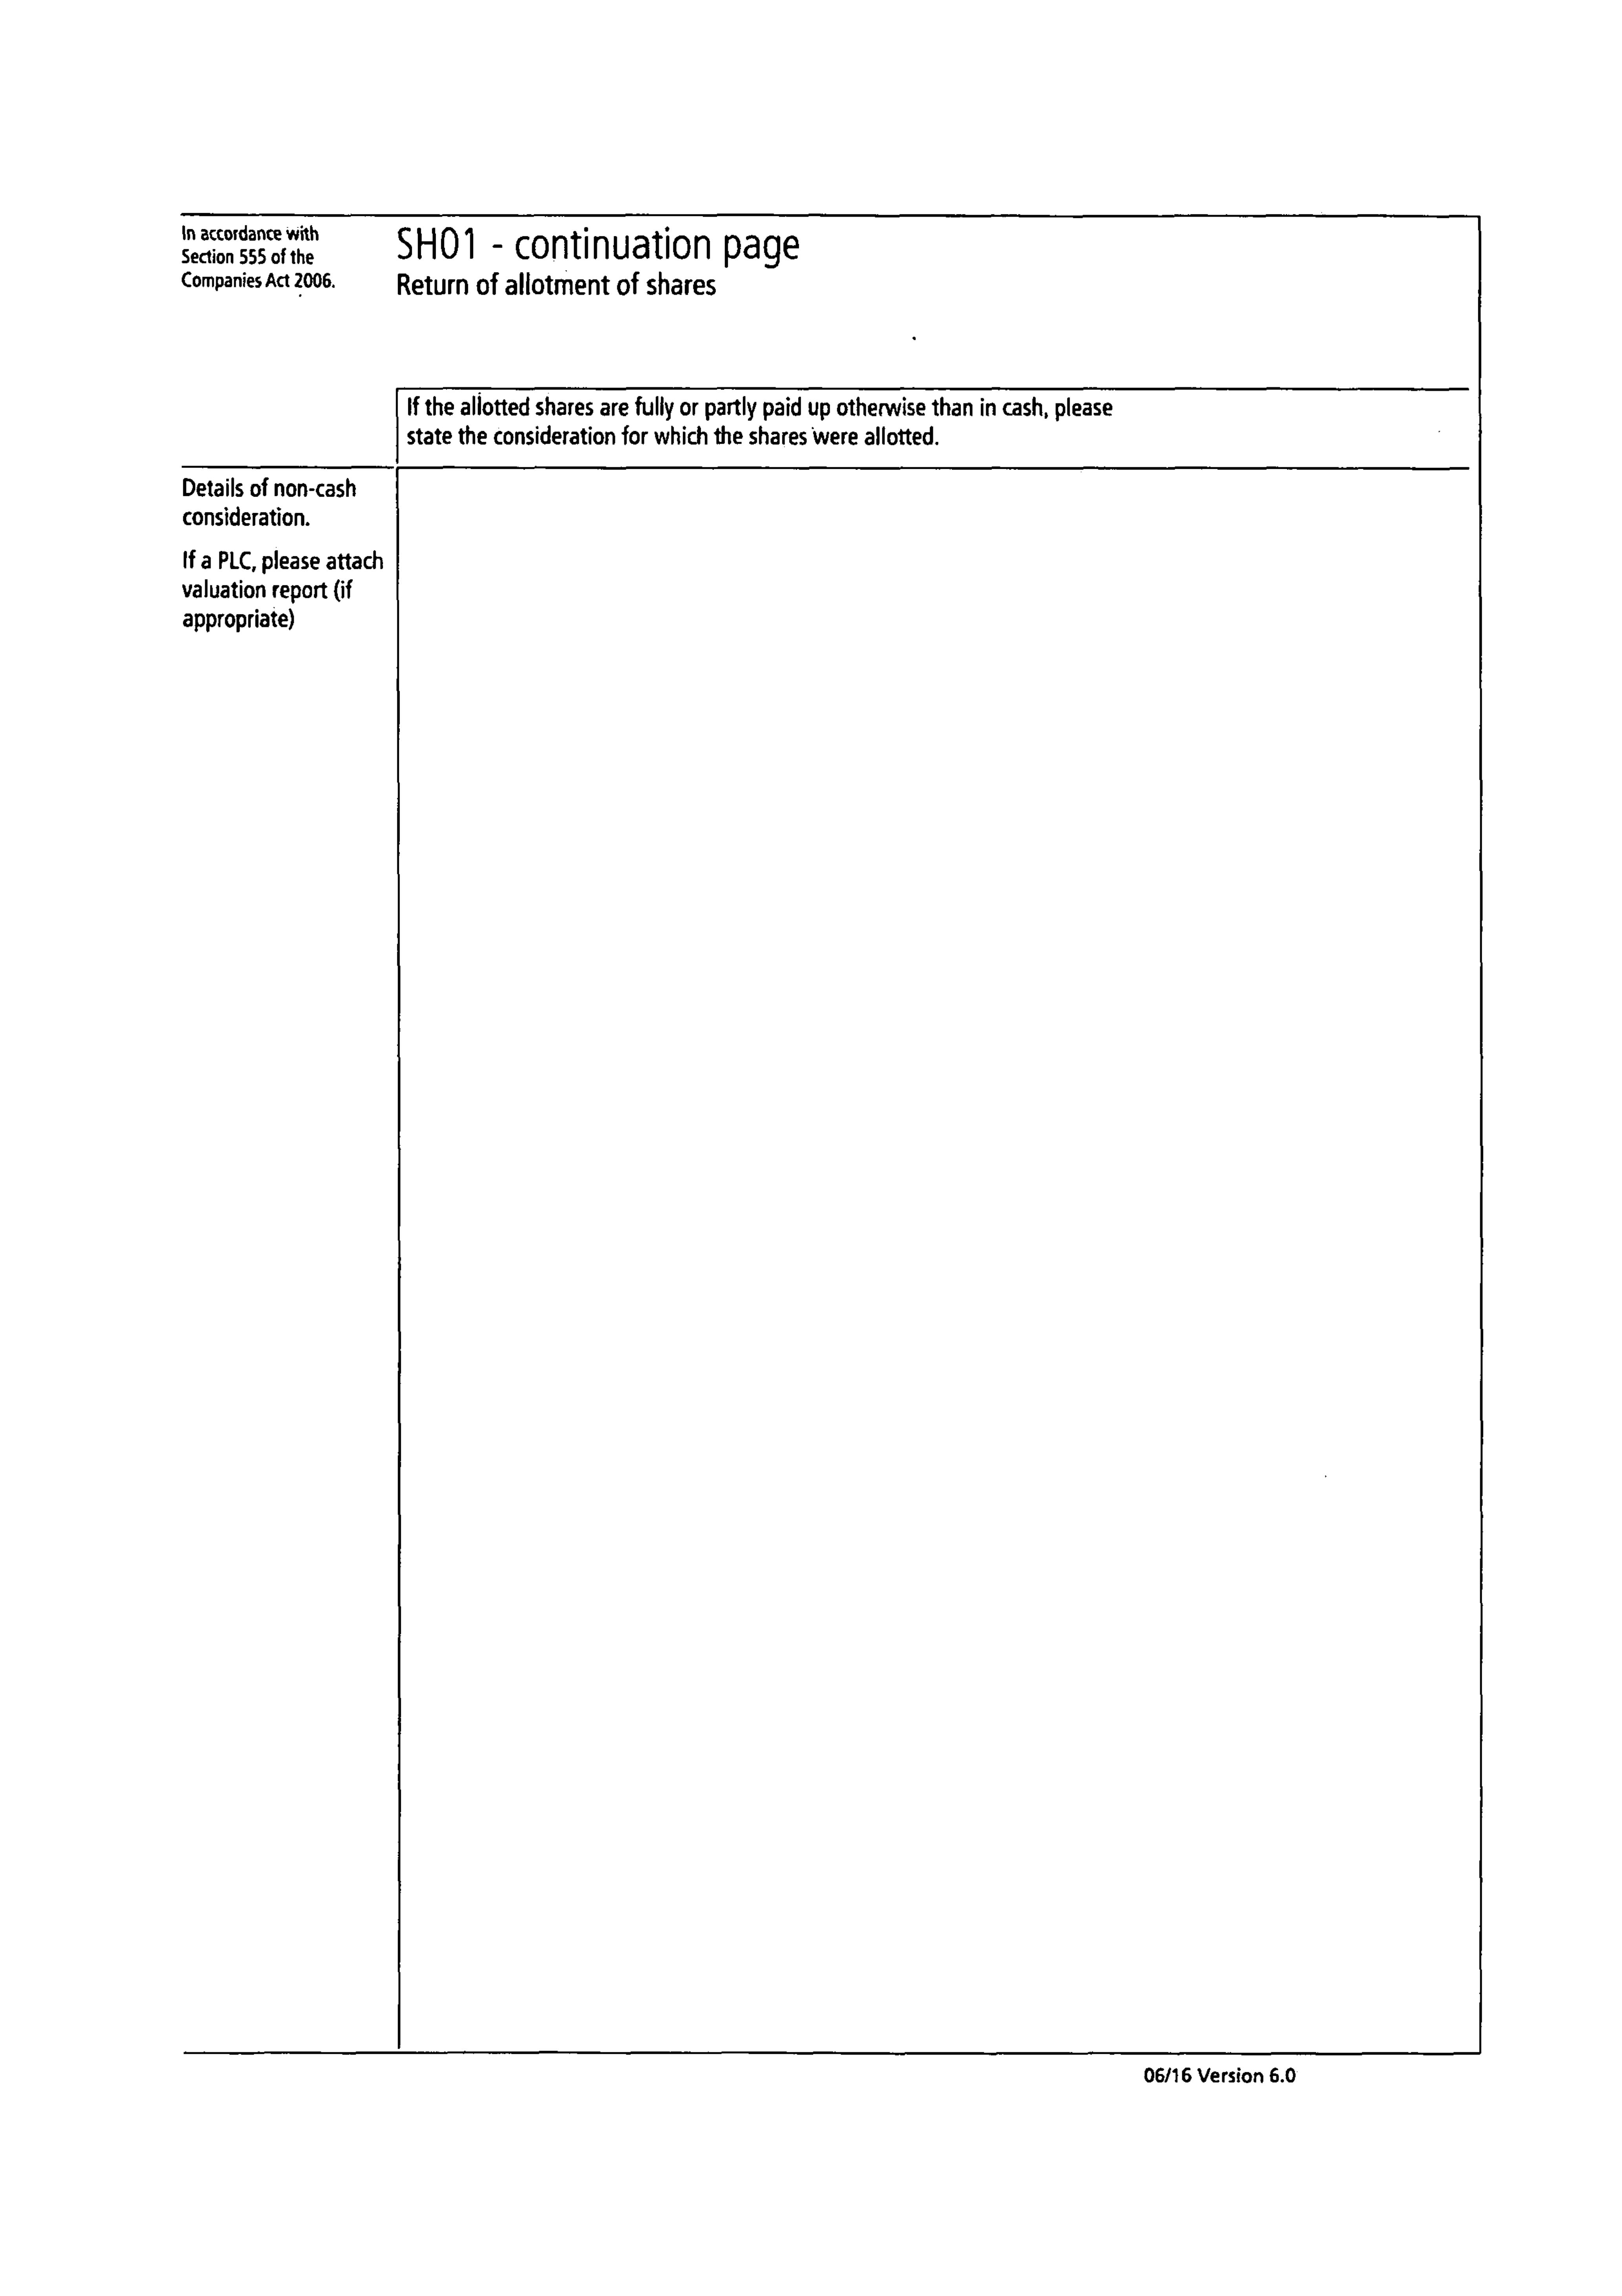 In accordance with
Section 555 of the
Companies Act 2006.
SH01 - continuation page
Return of allotment of shares
If the allotted shares are fully or partly paid up otherwise than in cash, please
state the consideration for which the shares were allotted.
Details of non-cash
consideration.
If a PLC, please attach
valuation report (if
appropriate)
06/16 Version 6.0